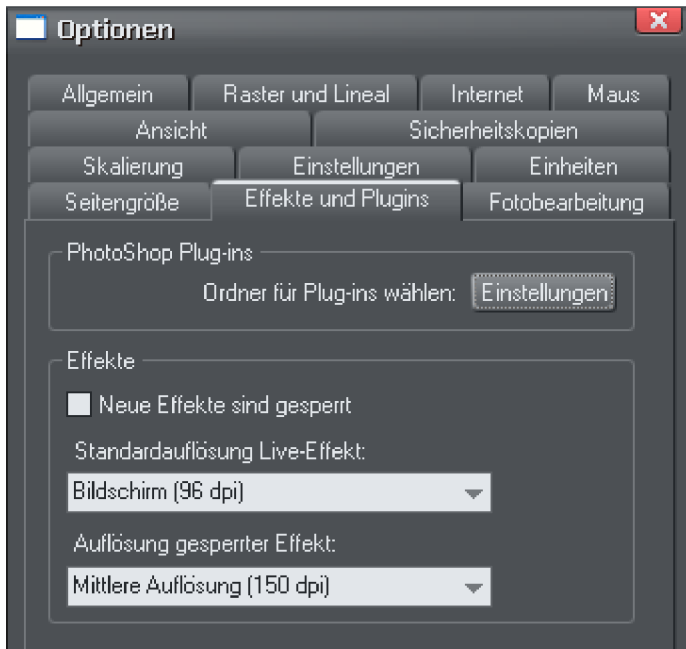 Optionen
Allgemein Raster und Lineal Internet Maus
Ansicht Sicherheitskopien
Skalierung Einstellungen Einheiten
Seitengröße Effekte und Plugins Fotobearbeitung
PhotoShop Plug-ins
Ordner für Plug-ins wählen: Einstellungen
Effekte
Neue Effekte sind gesperrt
Standardauflösung Live-Effekt:
Bildschirm (96 dpi)
Auflösung gesperrter Effekt:
Mittlere Auflösung (150 dpi)